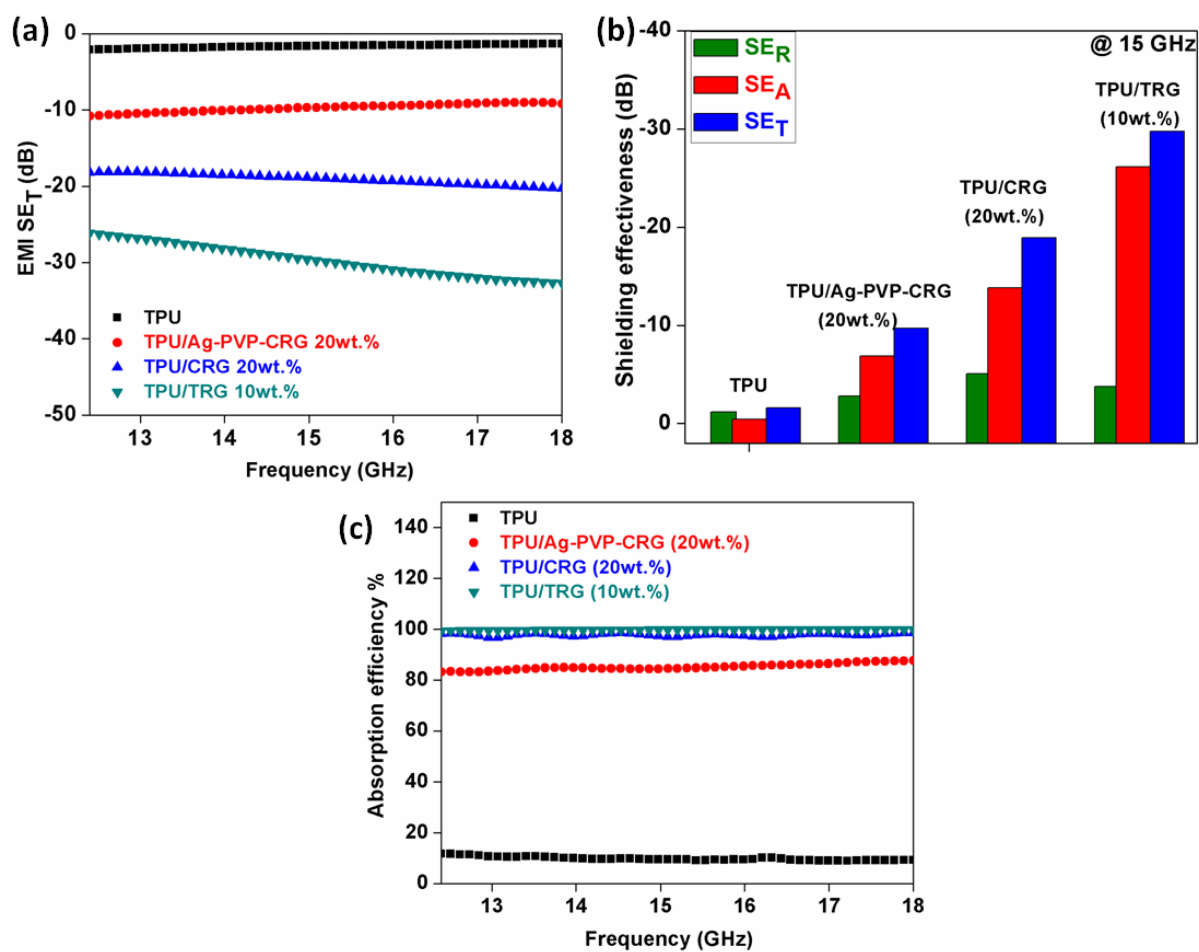 (a)
0
-10
-20
-30
-40
-50
EMI SE_T (dB)
TPU
TPU/Ag-PVP-CRG 20wt.%
TPU/CRG 20wt.%
TPU/TRG 10wt.%
13 14 15 16 17 18
Frequency (GHz)
(b)
-40
-30
-20
-10
0
Shielding effectiveness (dB)
SE_R
SE_A
SE_T
@ 15 GHz
TPU/TRG
(10wt.%)
TPU/CRG
(20wt.%)
TPU/Ag-PVP-CRG
(20wt.%)
TPU
(c)
140
120
100
80
60
40
20
0
Absorption efficiency %
TPU
TPU/Ag-PVP-CRG (20wt.%)
TPU/CRG (20wt.%)
TPU/TRG (10wt.%)
13 14 15 16 17 18
Frequency (GHz)